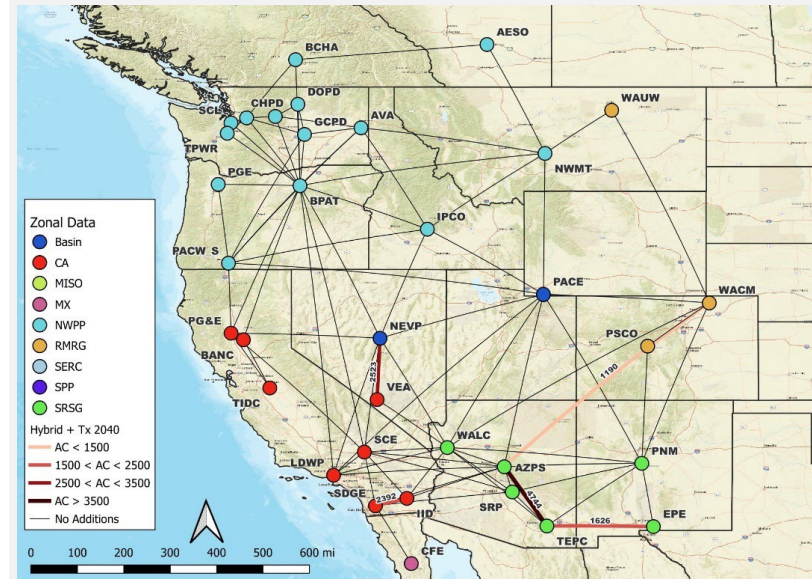 AESO
BCHA
WAUW
DOPD
CHPD
SCL
GCPD
AVA
TPWR
NWMT
PGE
BPAT
IPCO
PACW S
PACE
WACM
PG&E
NEVP
PSCO
BANC
1190
2523
TIDC
VEA
SCE
WALC
LDWP
AZPS
PNM
SDGE
2392
IID
SRP
4744
1626
EPE
TEPC
CFE
Zonal Data
Basin
CA
MISO
MX
NWPP
RMRG
SERC
SPP
SRSG
Hybrid + Tx 2040
AC < 1500
1500 < AC < 2500
2500 < AC < 3500
AC > 3500
No Additions
0 100 200 300 400 500 600 mi